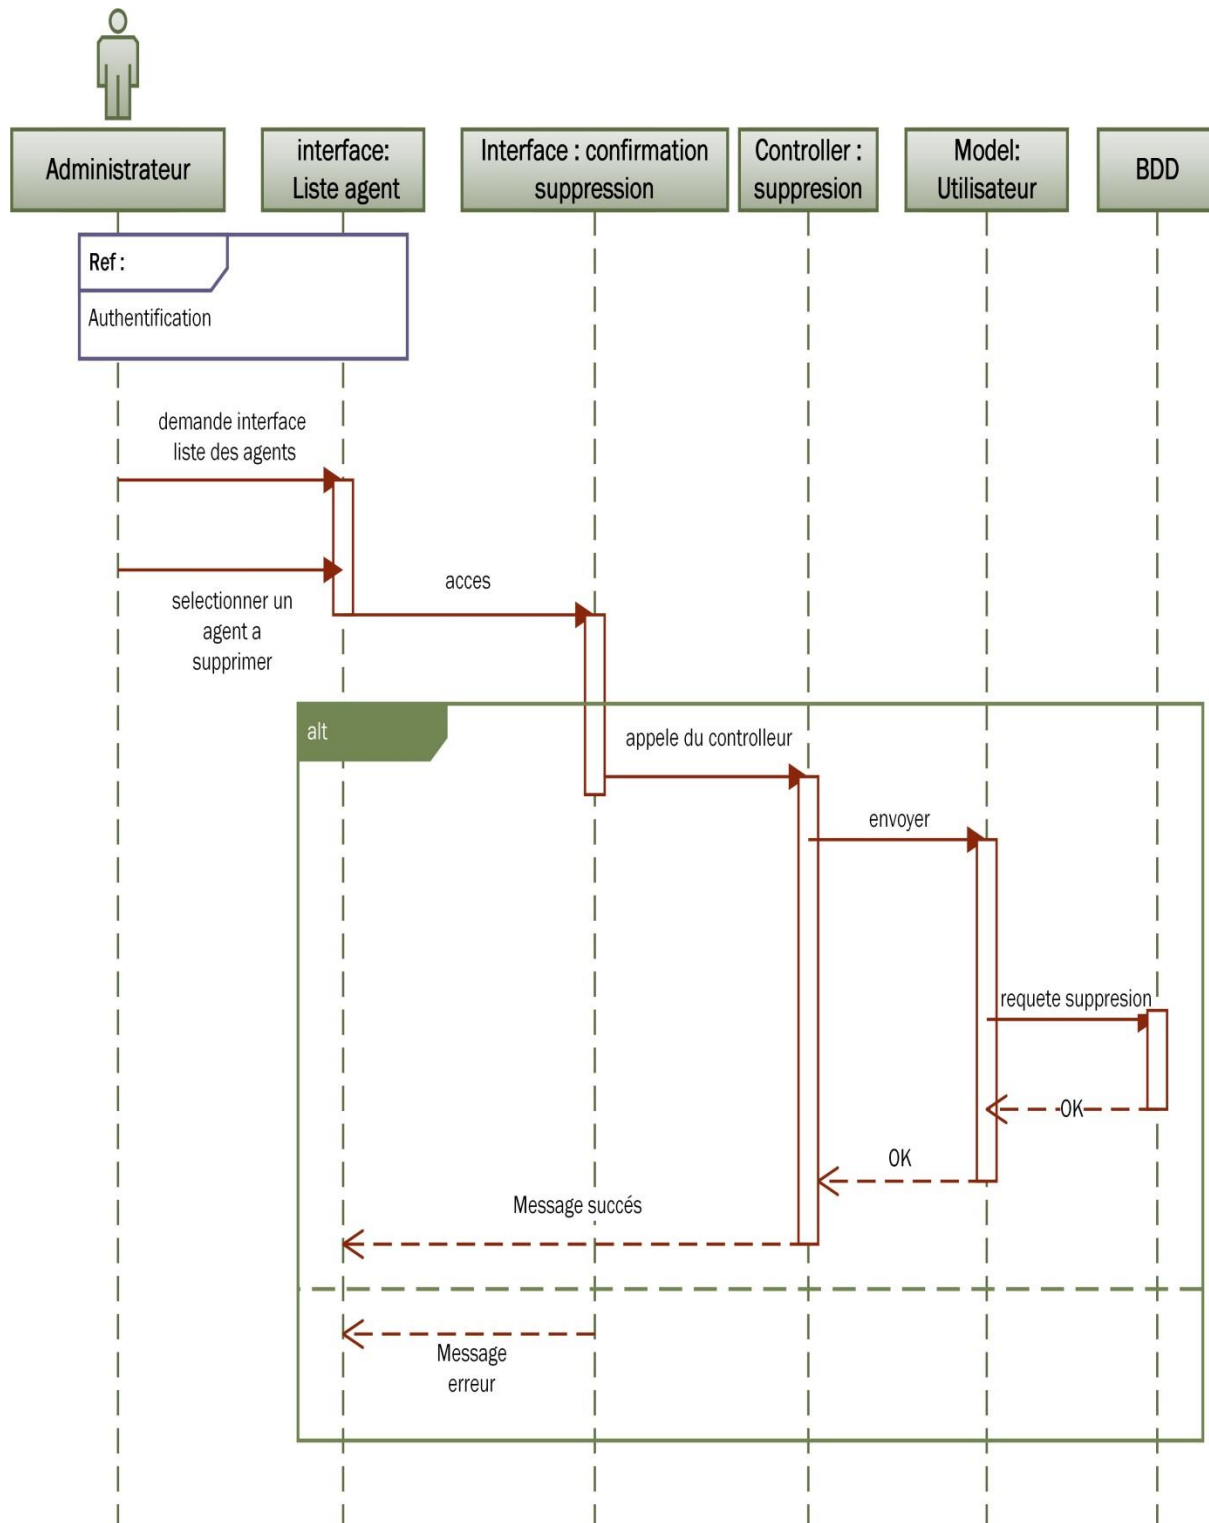 Administrateur
interface:
Liste agent
Interface : confirmation
suppression
Controller :
suppresion
Model:
Utilisateur
BDD
Ref :
Authentification
demande interface
liste des agents
selectionner un
agent a
supprimer
acces
alt
appele du controlleur
envoyer
requete suppresion
OK
OK
Message succés
Message
erreur